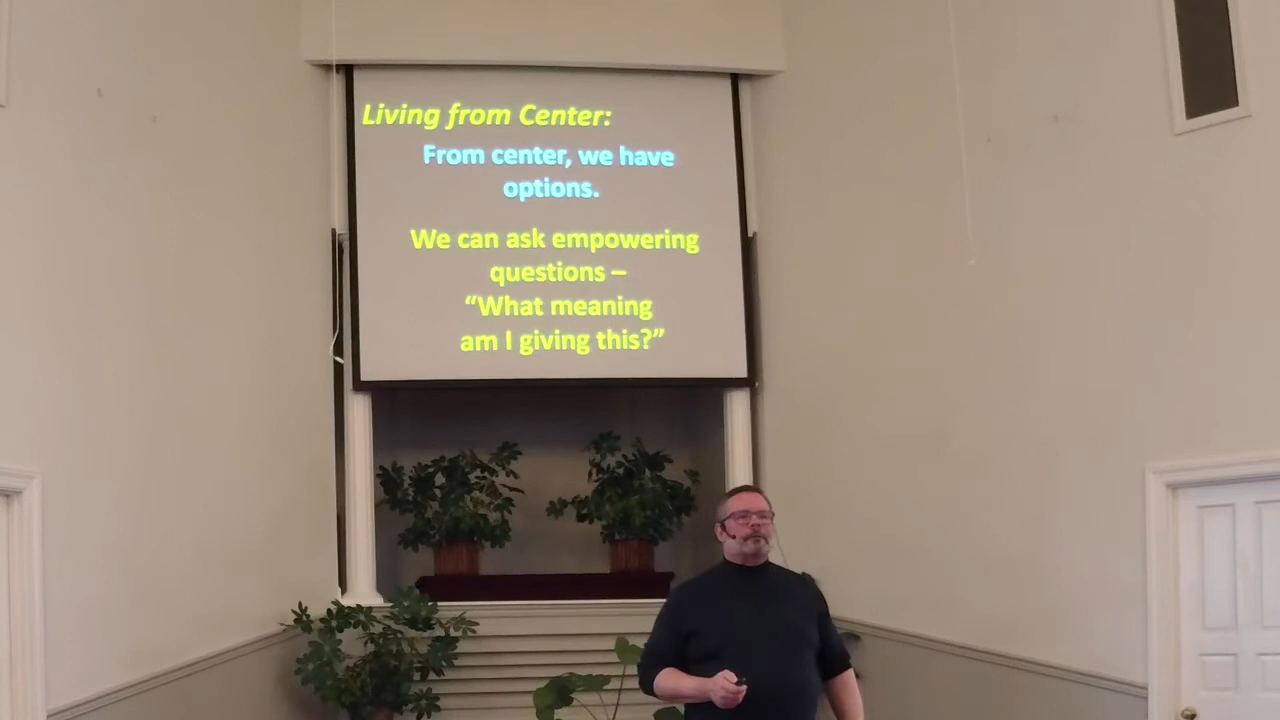 Living from Center:
From center, we have
options.
We can ask empowering
questions –
“What meaning
am I giving this?”